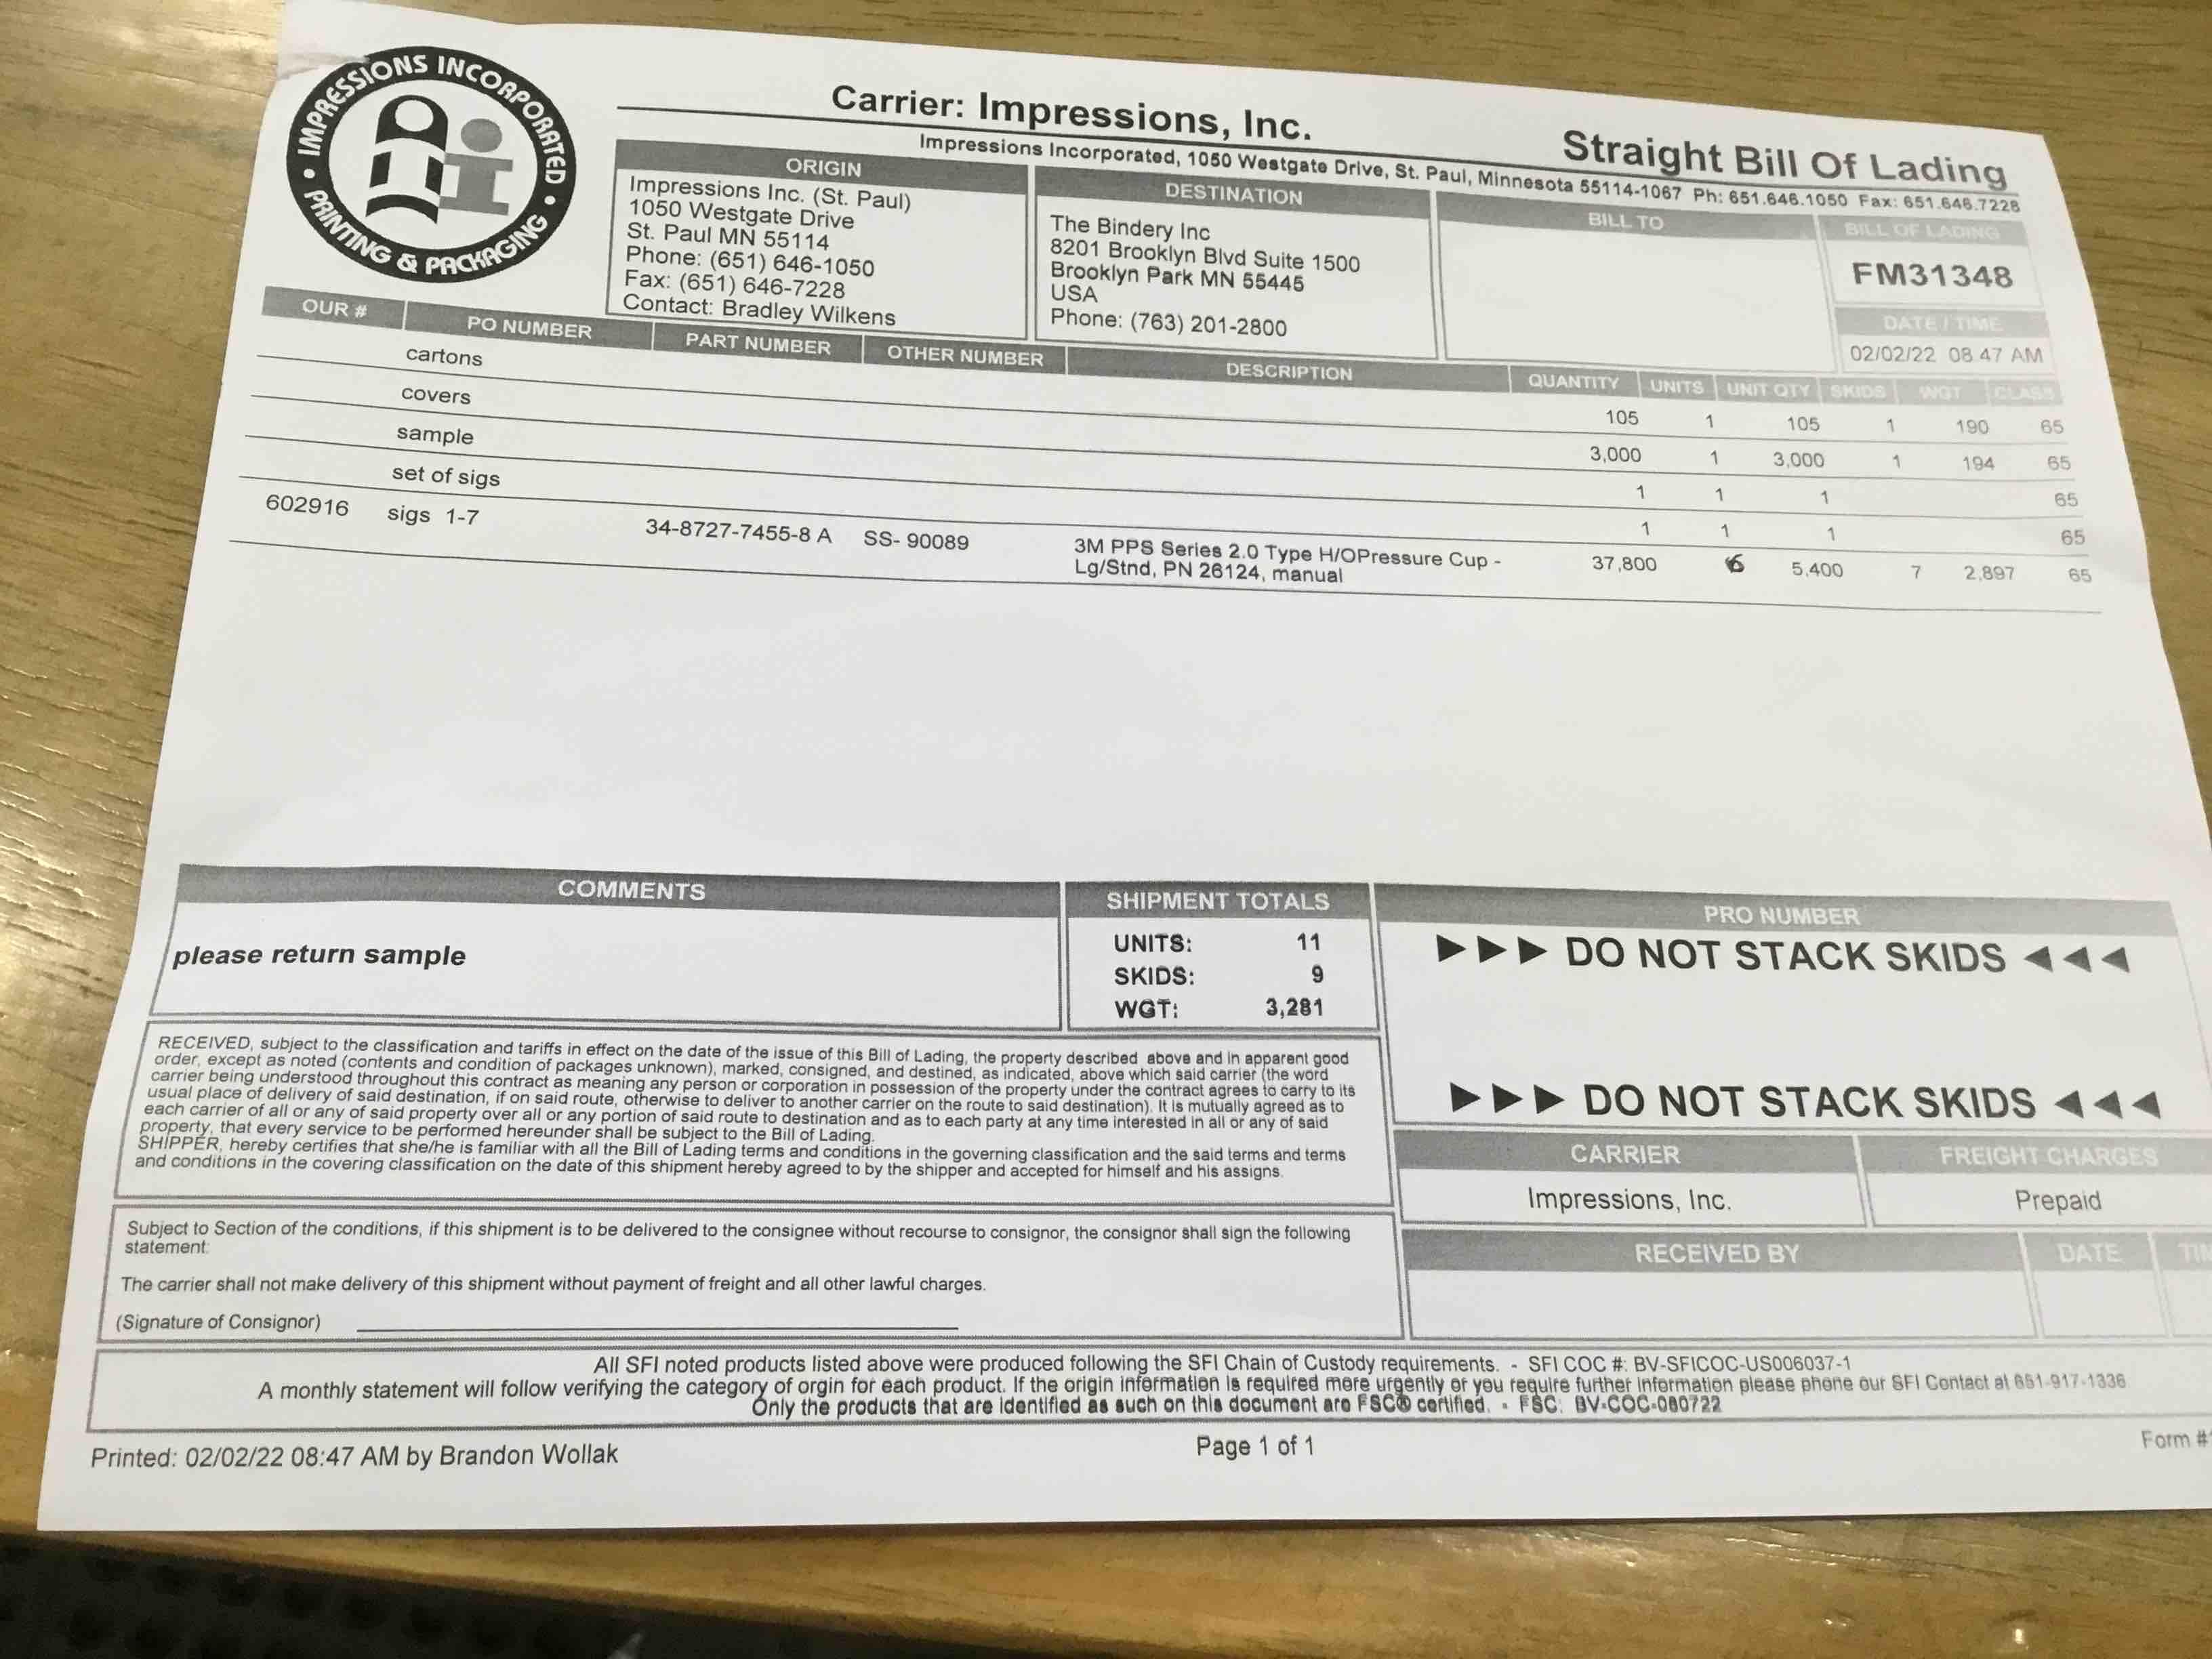 IMPRESSIONS INCORPORATED • PRINTING & PACKAGING •
Carrier: Impressions, Inc.
Straight Bill Of Lading
Impressions Incorporated, 1050 Westgate Drive, St. Paul, Minnesota 55114-1067 Ph: 651.646.1050 Fax: 651.646.7228
ORIGIN
Impressions Inc. (St. Paul)
1050 Westgate Drive
St. Paul MN 55114
Phone: (651) 646-1050
Fax: (651) 646-7228
Contact: Bradley Wilkens
DESTINATION
The Bindery Inc
8201 Brooklyn Blvd Suite 1500
Brooklyn Park MN 55445
USA
Phone: (763) 201-2800
BILL TO
BILL OF LADING
FM31348
DATE / TIME
02/02/22 08:47 AM
OUR # PO NUMBER PART NUMBER OTHER NUMBER DESCRIPTION QUANTITY UNITS UNIT QTY SKIDS WGT CLASS
cartons 105 1 105 1 190 65
covers 3,000 1 3,000 1 194 65
sample 1 1 1 65
set of sigs 1 1 1 65
602916 sigs 1-7 34-8727-7455-8 A SS- 90089 3M PPS Series 2.0 Type H/OPressure Cup - 37,800 6 5,400 7 2,897 65
Lg/Stnd, PN 26124, manual
COMMENTS
please return sample
SHIPMENT TOTALS
UNITS: 11
SKIDS: 9
WGT: 3,281
PRO NUMBER
►►► DO NOT STACK SKIDS ◄◄◄
►►► DO NOT STACK SKIDS ◄◄◄
RECEIVED, subject to the classification and tariffs in effect on the date of the issue of this Bill of Lading, the property described above and in apparent good
order, except as noted (contents and condition of packages unknown), marked, consigned, and destined, as indicated, above which said carrier (the word
carrier being understood throughout this contract as meaning any person or corporation in possession of the property under the contract agrees to carry to its
usual place of delivery of said destination, if on said route, otherwise to deliver to another carrier on the route to said destination). It is mutually agreed as to
each carrier of all or any of said property over all or any portion of said route to destination and as to each party at any time interested in all or any of said
property, that every service to be performed hereunder shall be subject to the Bill of Lading.
SHIPPER, hereby certifies that she/he is familiar with all the Bill of Lading terms and conditions in the governing classification and the said terms and terms
and conditions in the covering classification on the date of this shipment hereby agreed to by the shipper and accepted for himself and his assigns.
CARRIER
Impressions, Inc.
FREIGHT CHARGES
Prepaid
Subject to Section of the conditions, if this shipment is to be delivered to the consignee without recourse to consignor, the consignor shall sign the following
statement:
The carrier shall not make delivery of this shipment without payment of freight and all other lawful charges.
(Signature of Consignor)
RECEIVED BY DATE
All SFI noted products listed above were produced following the SFI Chain of Custody requirements. - SFI COC #: BV-SFICOC-US006037-1
A monthly statement will follow verifying the category of orgin for each product. If the origin information is required more urgently or you require further information please phone our SFI Contact at 651-917-1336
Only the products that are identified as such on this document are FSC® certified. - FSC: BV-COC-080722
Printed: 02/02/22 08:47 AM by Brandon Wollak
Page 1 of 1
Form #